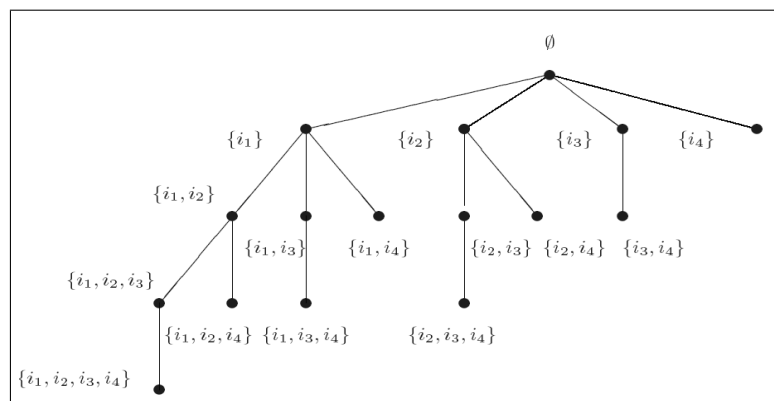 ∅
{i₁} {i₂} {i₃} {i₄}
{i₁, i₂}
{i₁, i₃} {i₁, i₄} {i₂, i₃} {i₂, i₄} {i₃, i₄}
{i₁, i₂, i₃}
{i₁, i₂, i₄} {i₁, i₃, i₄} {i₂, i₃, i₄}
{i₁, i₂, i₃, i₄}